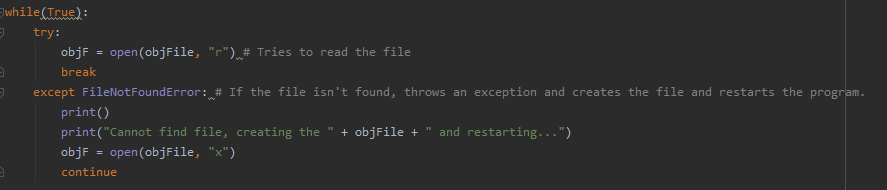 while(True):
try:
objF = open(objFile, "r") # Tries to read the file
break
except FileNotFoundError: # If the file isn't found, throws an exception and creates the file and restarts the program.
print()
print("Cannot find file, creating the " + objFile + " and restarting...")
objF = open(objFile, "x")
continue